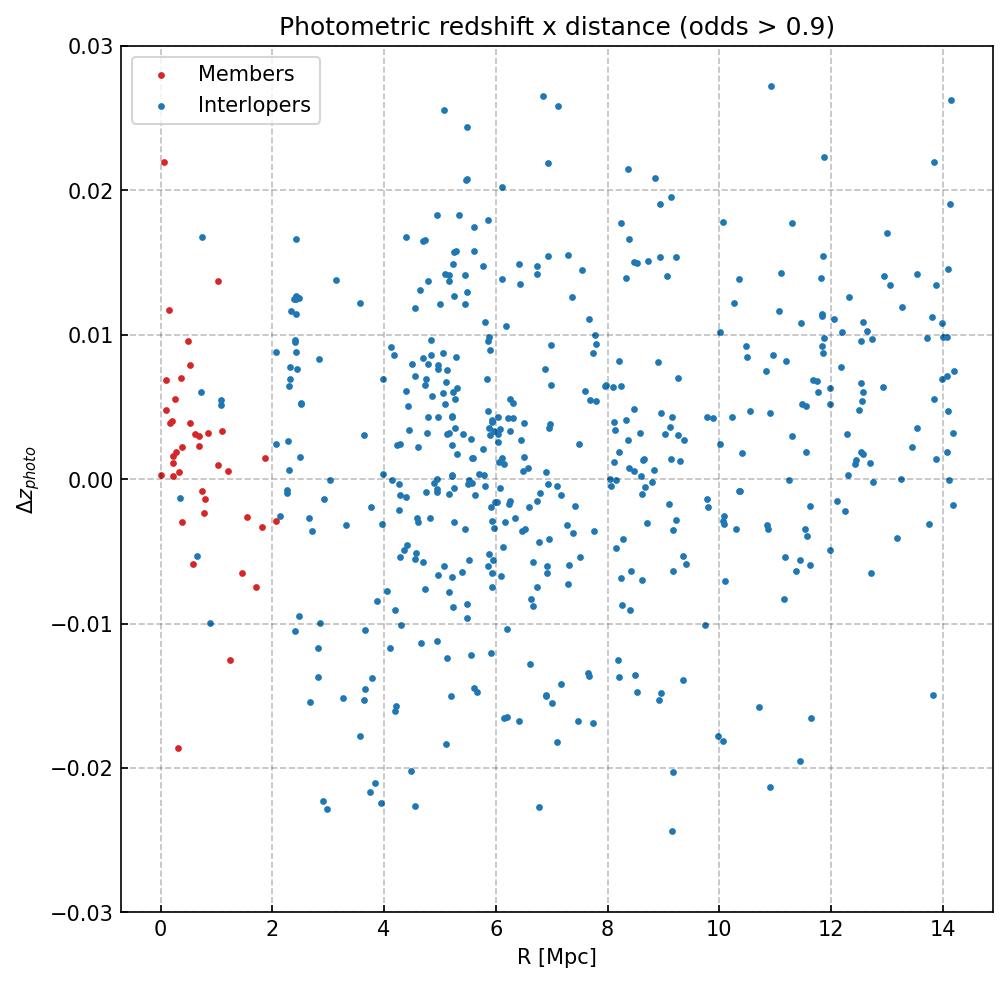 Photometric redshift x distance (odds > 0.9)
Members
Interlopers
0.03
0.02
0.01
0.00
−0.01
−0.02
−0.03
Δz_photo
0 2 4 6 8 10 12 14
R [Mpc]